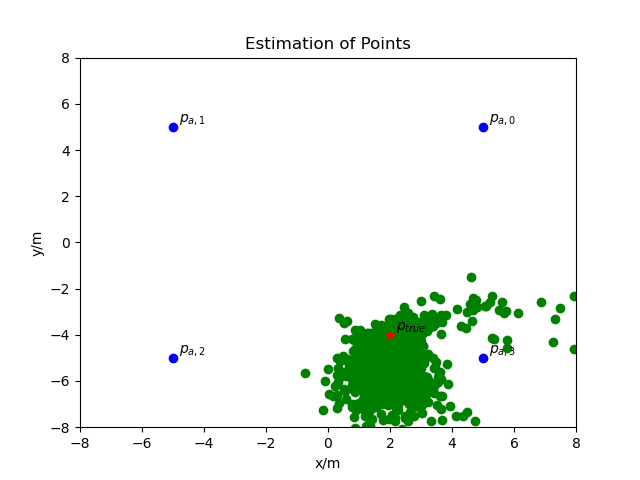 Estimation of Points
8
6
4
2
0
−2
−4
−6
−8
y/m
p_{a,1}
p_{a,0}
p_{true}
p_{a,2}
p_{a,3}
−8 −6 −4 −2 0 2 4 6 8
x/m